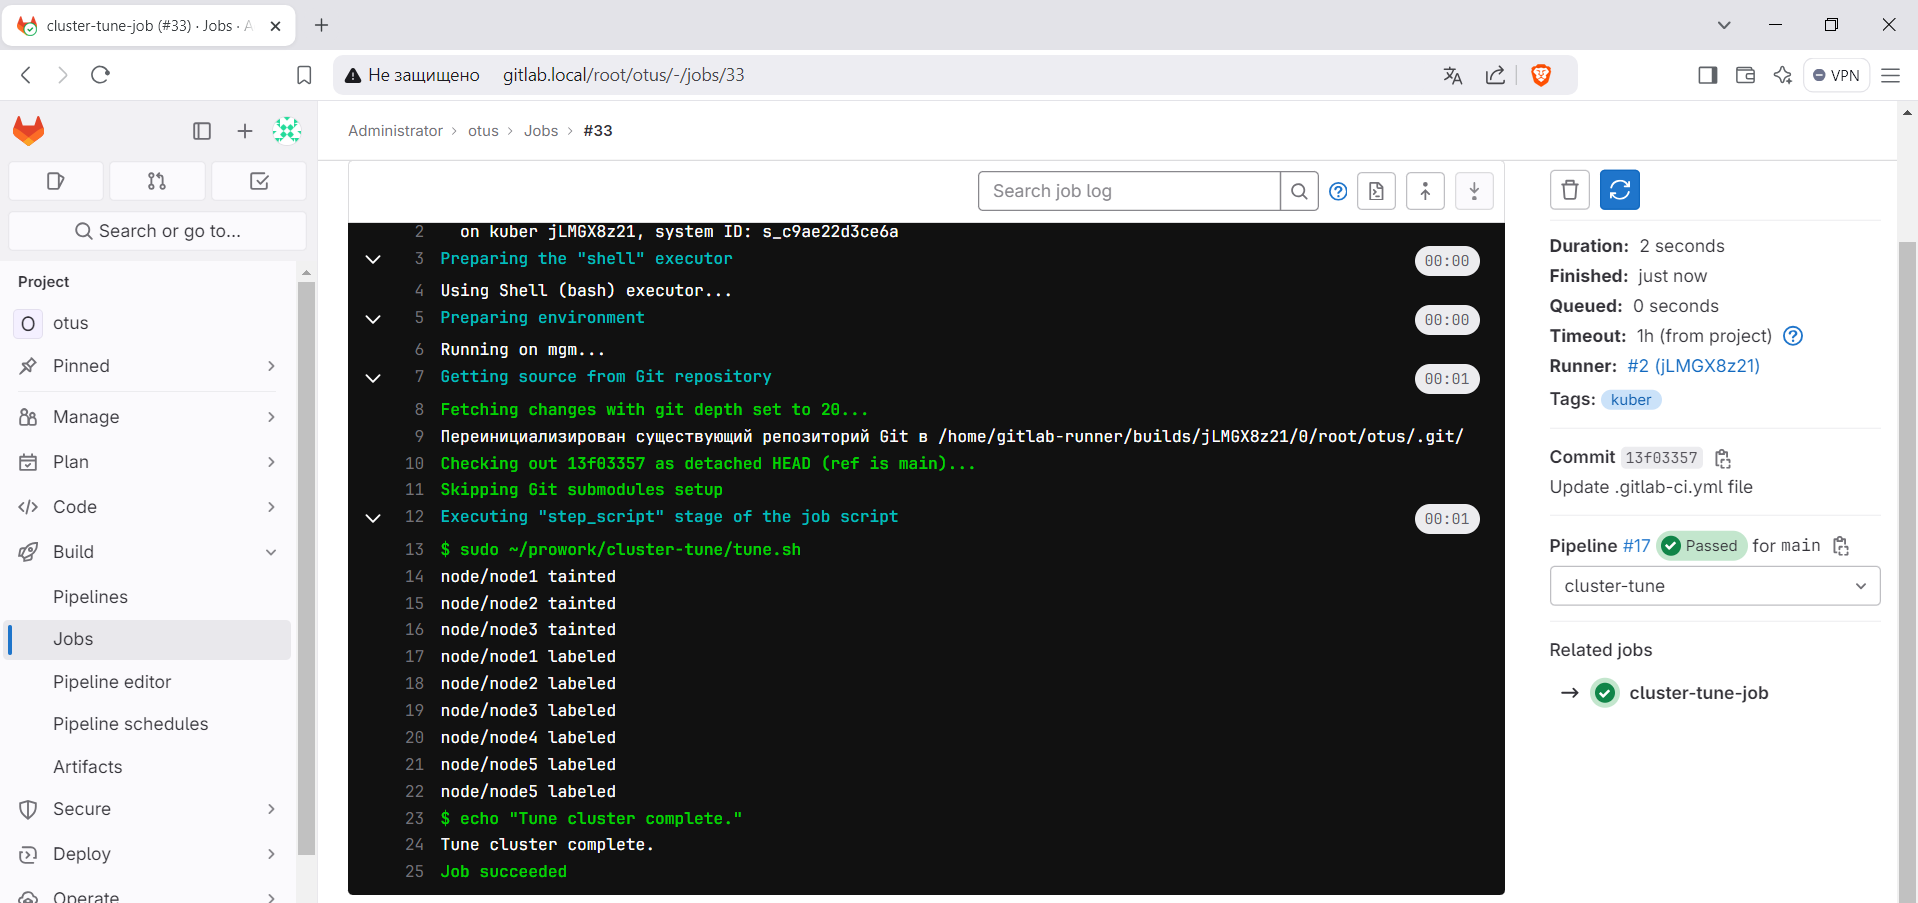 cluster-tune-job (#33) · Jobs ·
Не защищено gitlab.local/root/otus/-/jobs/33
VPN
Administrator › otus › Jobs › #33
Search or go to...
Project
O otus
Pinned
Manage
Plan
Code
Build
Pipelines
Jobs
Pipeline editor
Pipeline schedules
Artifacts
Secure
Deploy
Operate
Search job log
2 on kuber jLMGX8z21, system ID: s_c9ae22d3ce6a
3 Preparing the "shell" executor 00:00
4 Using Shell (bash) executor...
5 Preparing environment 00:00
6 Running on mgm...
7 Getting source from Git repository 00:01
8 Fetching changes with git depth set to 20...
9 Переинициализирован существующий репозиторий Git в /home/gitlab-runner/builds/jLMGX8z21/0/root/otus/.git/
10 Checking out 13f03357 as detached HEAD (ref is main)...
11 Skipping Git submodules setup
12 Executing "step_script" stage of the job script 00:01
13 $ sudo ~/prowork/cluster-tune/tune.sh
14 node/node1 tainted
15 node/node2 tainted
16 node/node3 tainted
17 node/node1 labeled
18 node/node2 labeled
19 node/node3 labeled
20 node/node4 labeled
21 node/node5 labeled
22 node/node5 labeled
23 $ echo "Tune cluster complete."
24 Tune cluster complete.
25 Job succeeded
Duration: 2 seconds
Finished: just now
Queued: 0 seconds
Timeout: 1h (from project)
Runner: #2 (jLMGX8z21)
Tags: kuber
Commit 13f03357
Update .gitlab-ci.yml file
Pipeline #17 Passed for main
cluster-tune
Related jobs
→ cluster-tune-job